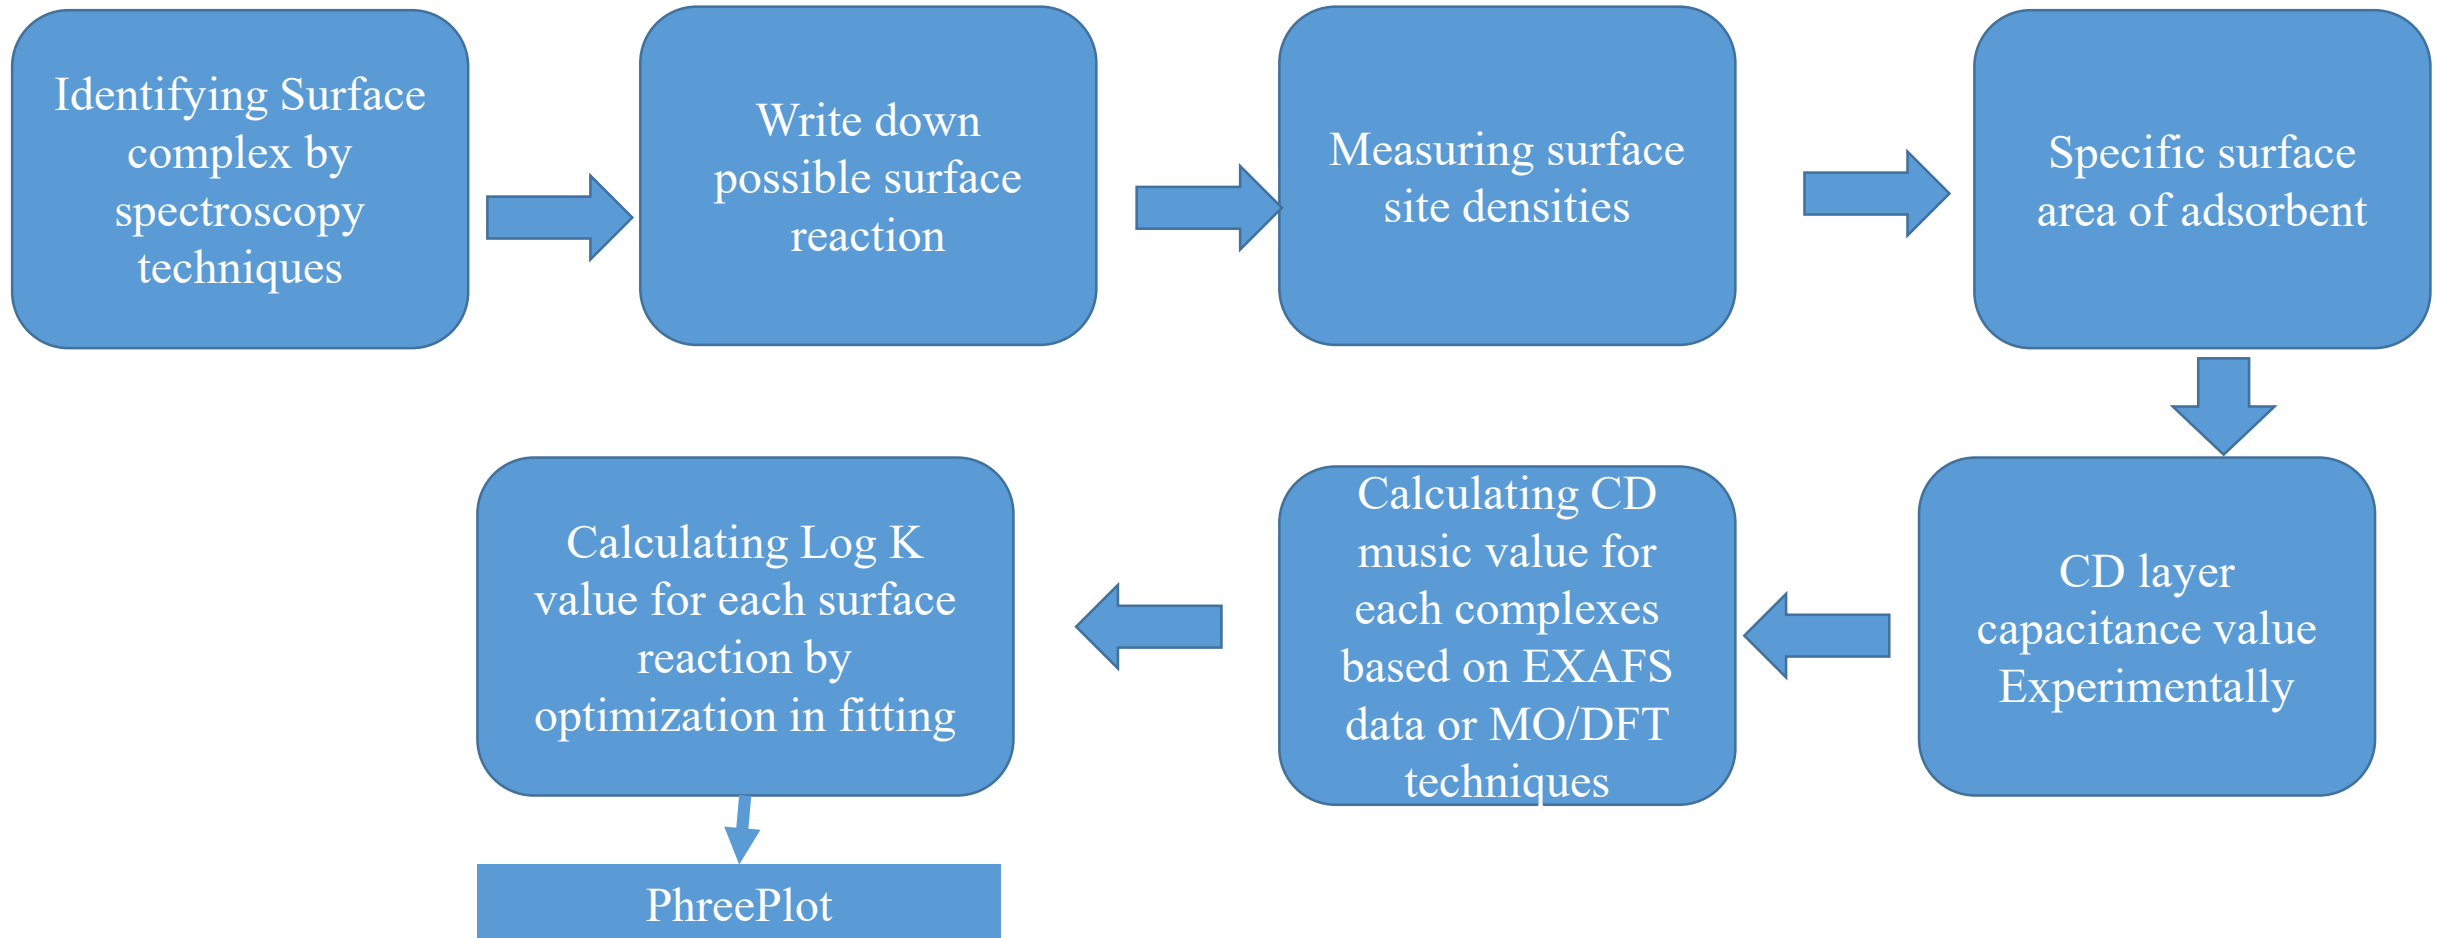 Identifying Surface
complex by
spectroscopy
techniques
Write down
possible surface
reaction
Measuring surface
site densities
Specific surface
area of adsorbent
CD layer
capacitance value
Experimentally
Calculating CD
music value for
each complexes
based on EXAFS
data or MO/DFT
techniques
Calculating Log K
value for each surface
reaction by
optimization in fitting
PhreePlot